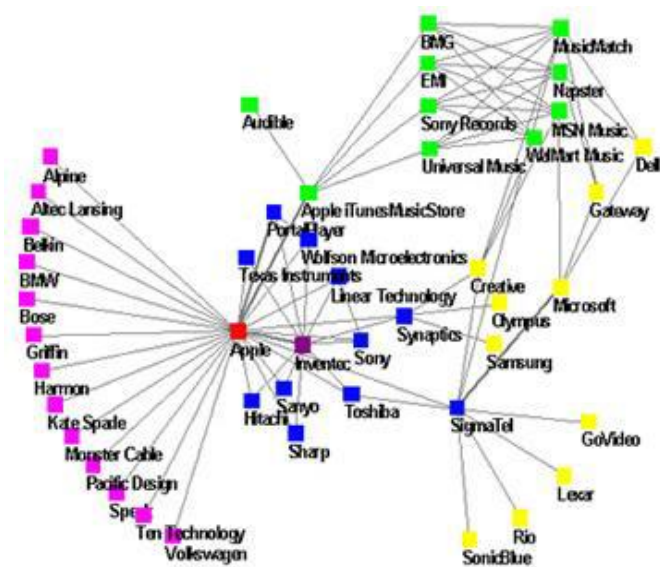 BMG
MusicMatch
EMI
Napster
Audible
Sony Records
MSN Music
Universal Music
WalMart Music
Dell
Alpine
Apple iTunesMusicStore
Gateway
Altec Lansing
PortalPlayer
Belkin
Wolfson Microelectronics
Texas Instruments
BMW
Linear Technology
Creative
Microsoft
Bose
Olympus
Griffin
Apple
Inventec
Sony
Synaptics
Samsung
Harmon
Kate Spade
Hitachi
Sanyo
Toshiba
SigmaTel
Monster Cable
Sharp
GoVideo
Pacific Design
Speck
Lexar
Ten Technology
Rio
Volkswagen
SonicBlue